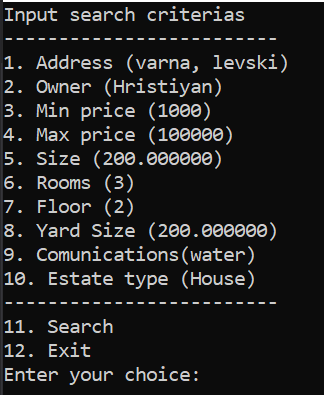 Input search criterias
-------------------------
1. Address (varna, levski)
2. Owner (Hristiyan)
3. Min price (1000)
4. Max price (100000)
5. Size (200.000000)
6. Rooms (3)
7. Floor (2)
8. Yard Size (200.000000)
9. Comunications(water)
10. Estate type (House)
-------------------------
11. Search
12. Exit
Enter your choice: